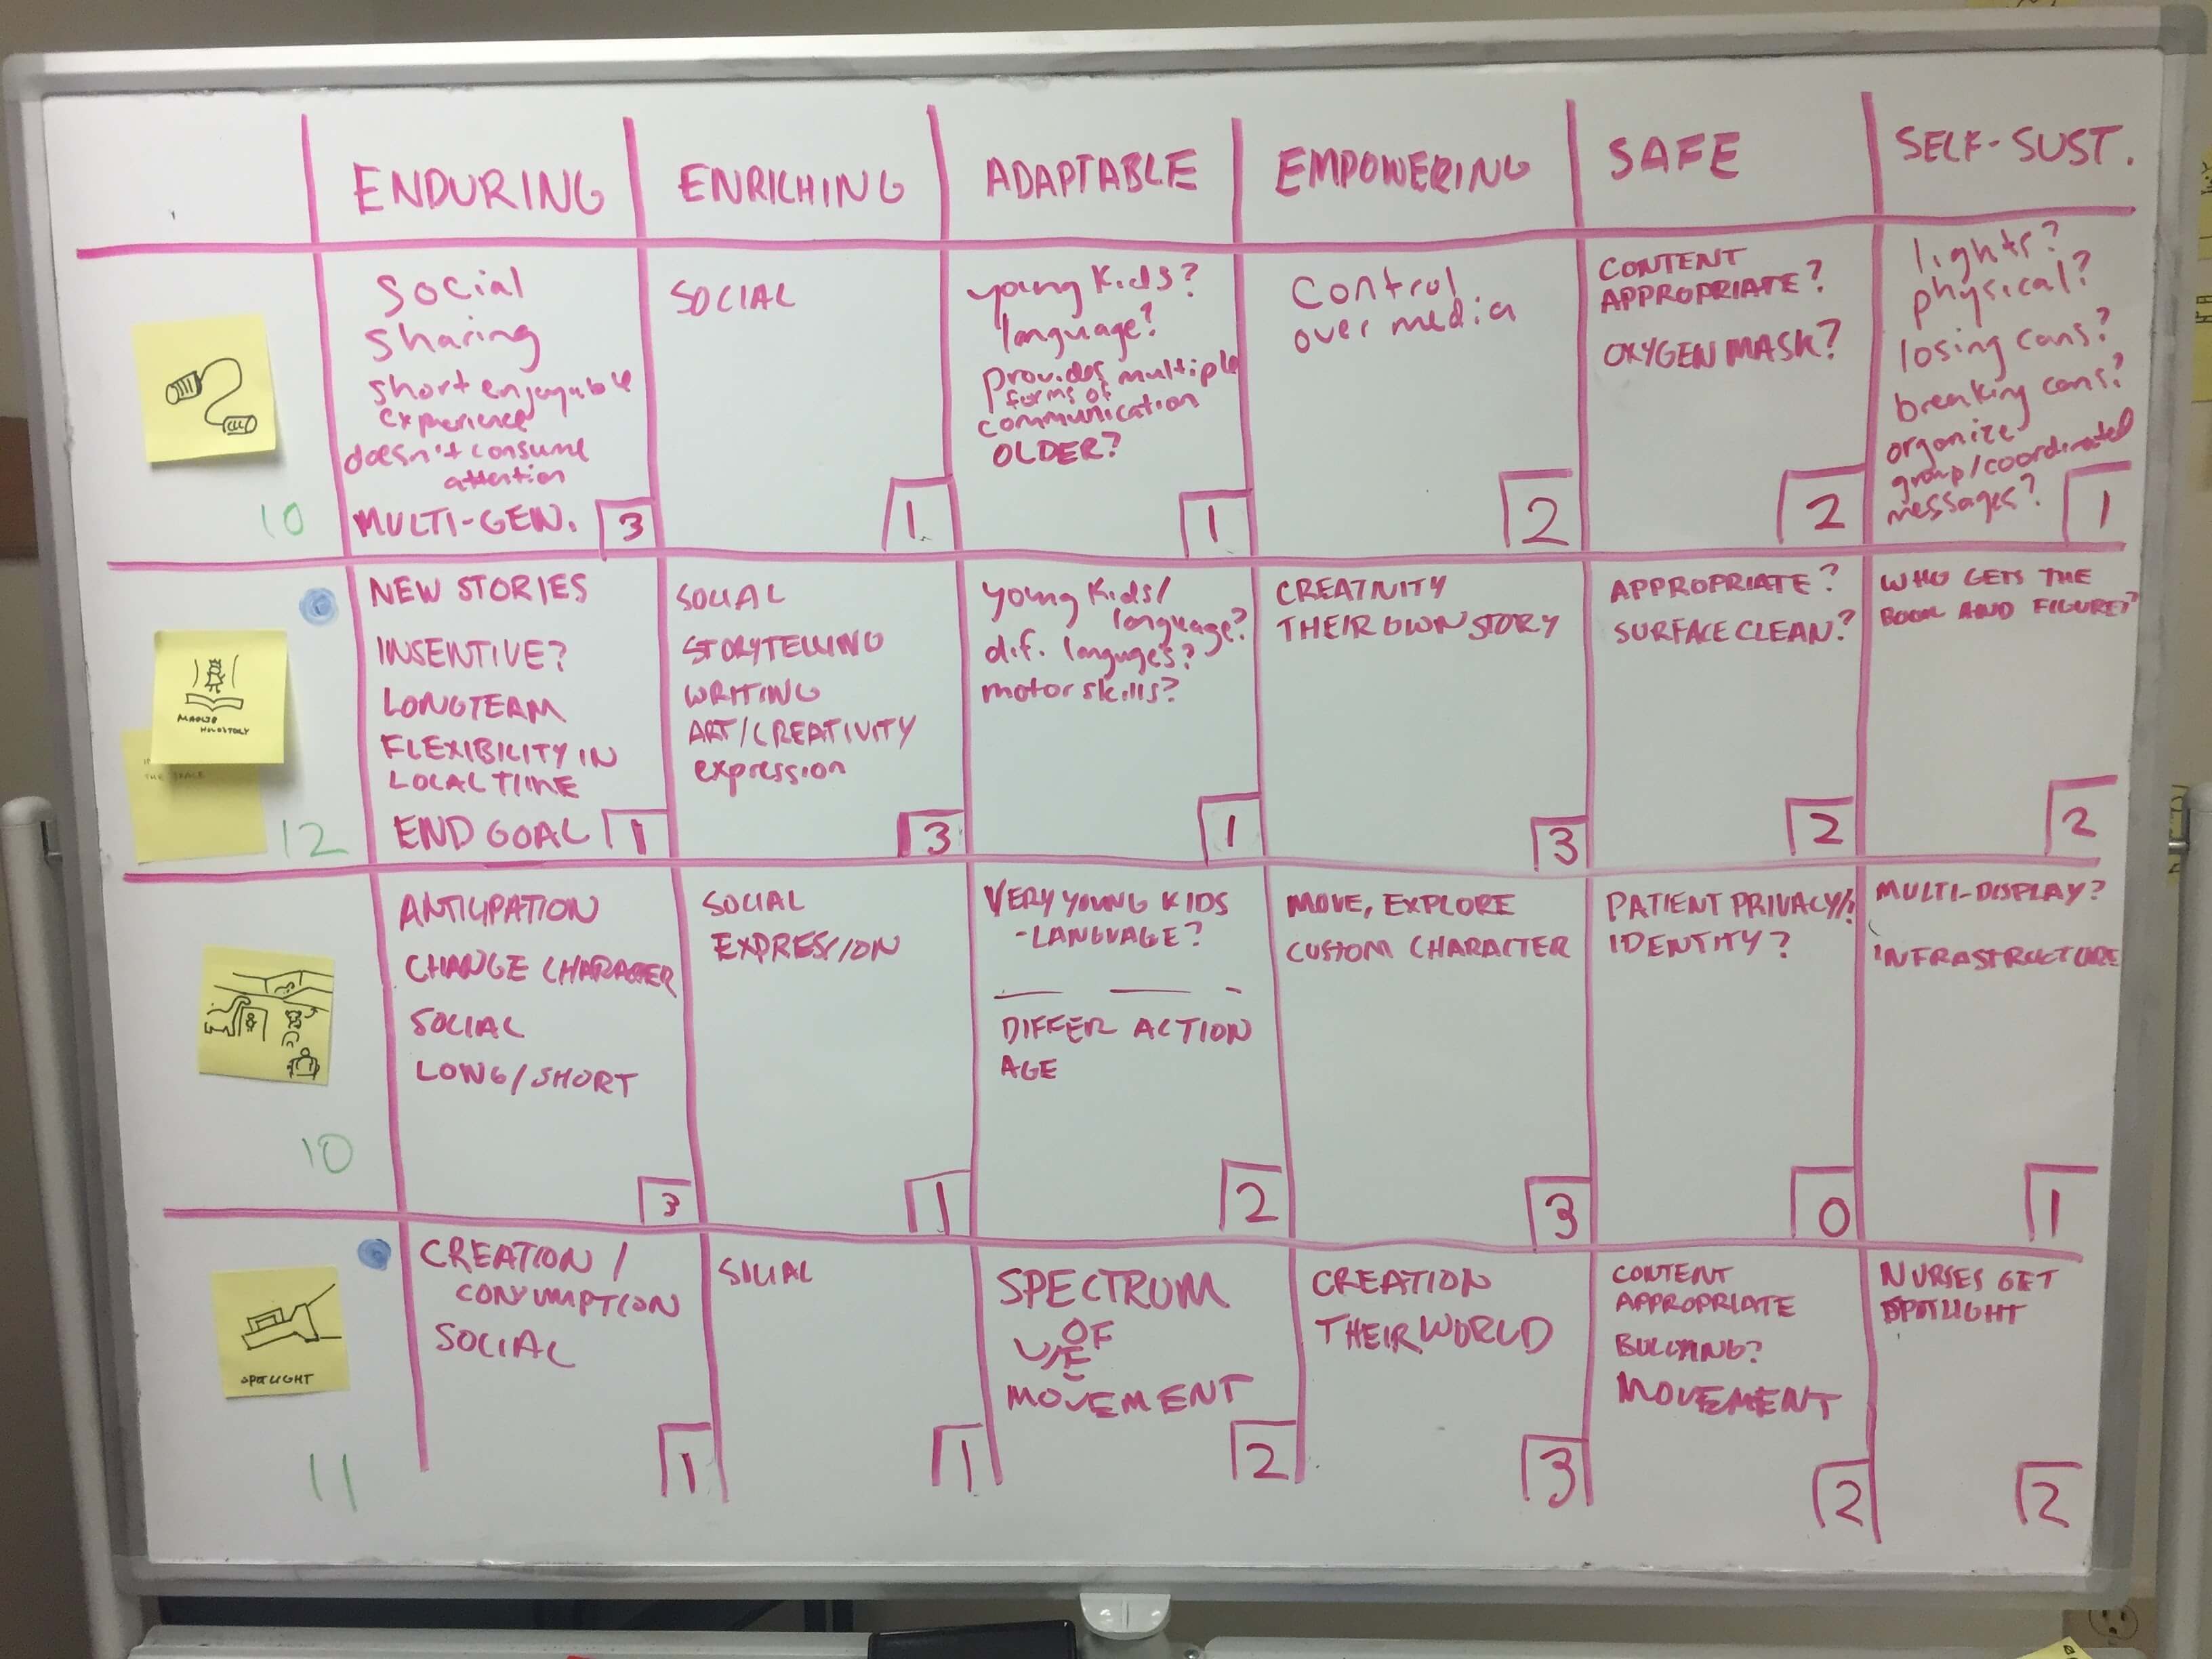 ENDURING
ENRICHING
ADAPTABLE
EMPOWERING
SAFE
SELF-SUST.
10
social
sharing
short enjoyable
experience
doesn't consume
attention
MULTI-GEN.
3
SOCIAL
1
young kids?
language?
provides multiple
forms of
communication
OLDER?
1
Control
over media
2
CONTENT
APPROPRIATE?
OXYGEN MASK?
2
lights?
physical?
losing cans?
breaking cans?
organize
group/coordinated
messages?
1
HOLOSTORY
THE SPACE
12
NEW STORIES
INSENTIVE?
LONGTEAM
FLEXIBILITY IN
LOCAL TIME
END GOAL
1
SOCIAL
STORYTELLING
WRITING
ART/CREATIVITY
expression
3
young kids/
language?
dif. languges?
motor skills?
1
CREATIVITY
THEIR OWN STORY
3
APPROPRIATE?
SURFACE CLEAN?
2
WHO GETS THE
BOOK AND FIGURE?
2
10
ANTICIPATION
CHANGE CHARACTER
SOCIAL
LONG/SHORT
3
SOCIAL
EXPRESSION
1
VERY YOUNG KIDS
-LANGUAGE?
DIFFER ACTION
AGE
2
MOVE, EXPLORE
CUSTOM CHARACTER
3
PATIENT PRIVACY/?
IDENTITY?
0
MULTI-DISPLAY?
INFRASTRUCTURE
1
SPOTLIGHT
11
CREATION/
CONSUMPTION
SOCIAL
1
SOCIAL
1
SPECTRUM
OF
USE
MOVEMENT
2
CREATION
THEIR WORLD
3
CONTENT
APPROPRIATE
BULLYING?
MOVEMENT
2
NURSES GET
SPOTLIGHT
2